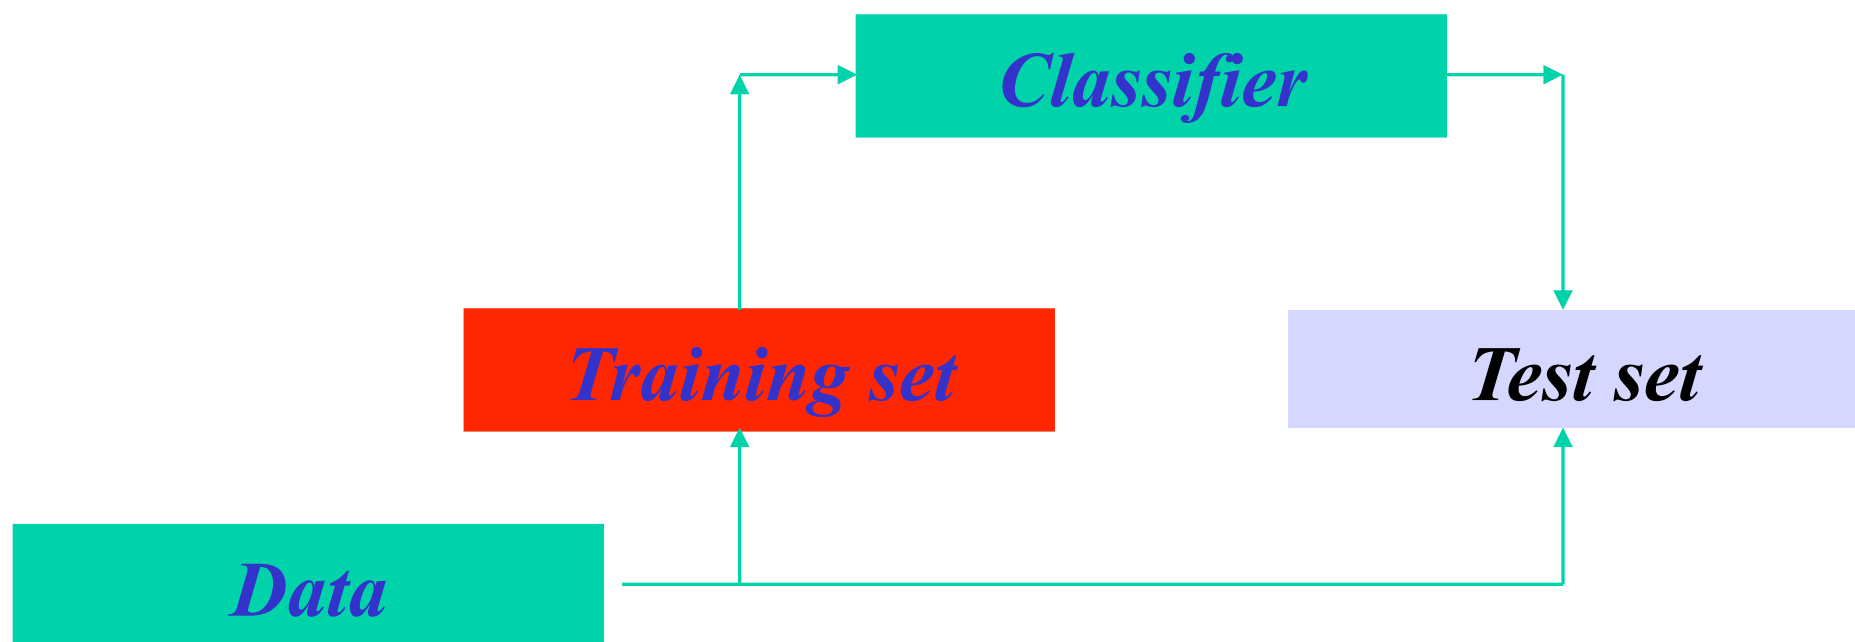 Classifier
Training set
Test set
Data